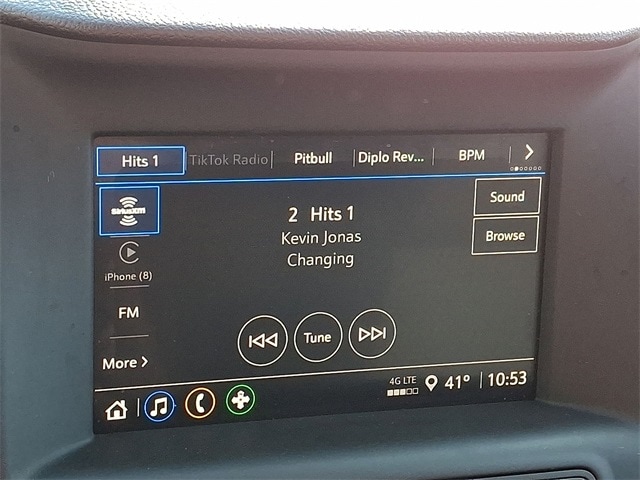 Hits 1 TikTok Radio Pitbull Diplo Rev... BPM
SiriusXM
2 Hits 1
Sound
Kevin Jonas
Browse
Changing
iPhone (8)
FM
Tune
More
4G LTE
41° 10:53